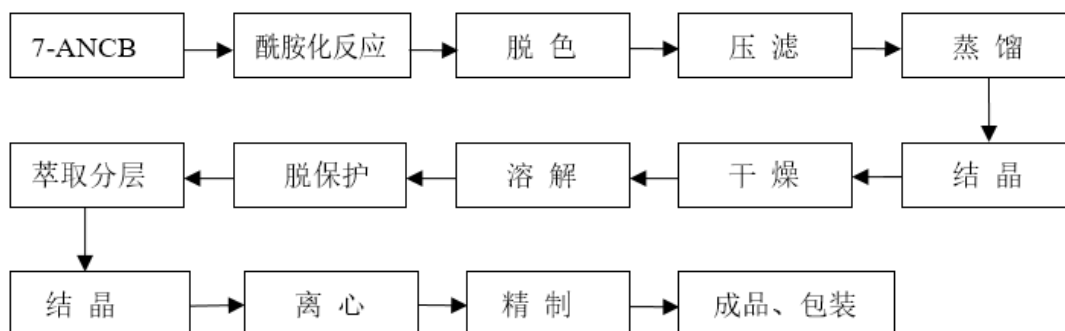 7-ANCB
酰胺化反应
脱色
压滤
蒸馏
结晶
干燥
溶解
脱保护
萃取分层
结晶
离心
精制
成品、包装